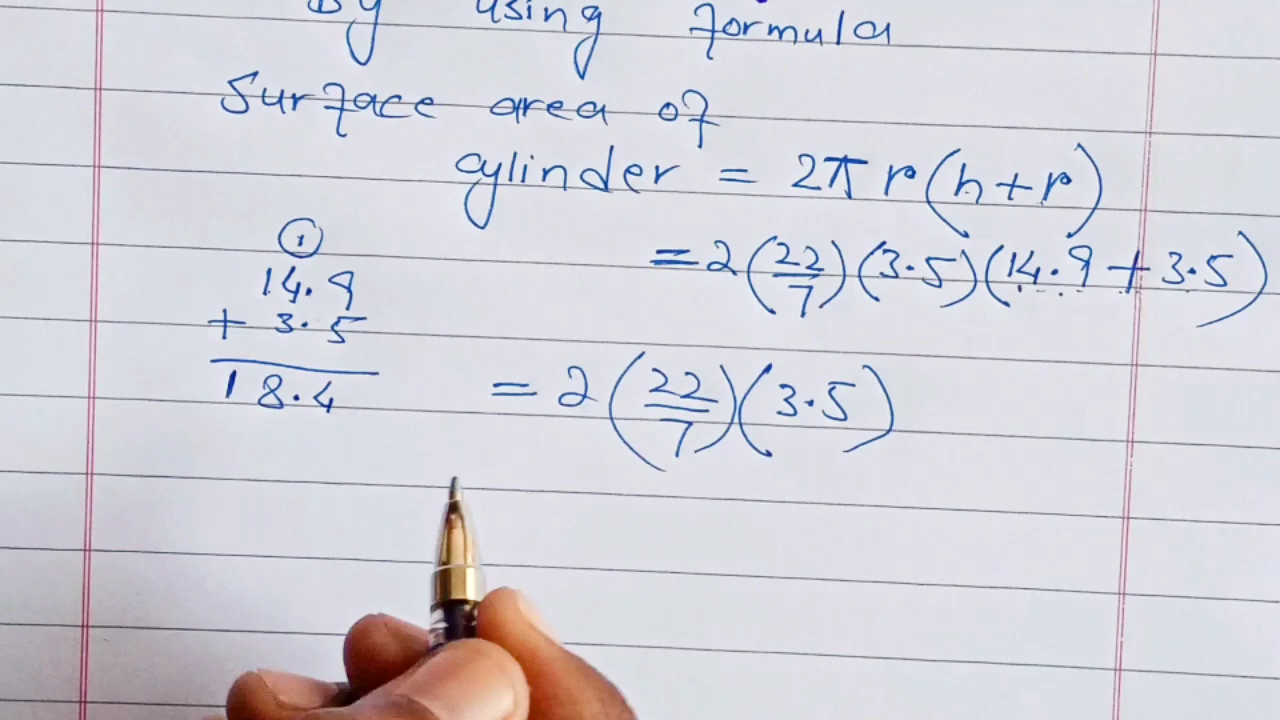 By using formula
Surface area of
cylinder = 2πr(h+r)
= 2(22/7)(3.5)(14.9+3.5)
①
14.9
+ 3.5
18.4
= 2(22/7)(3.5)